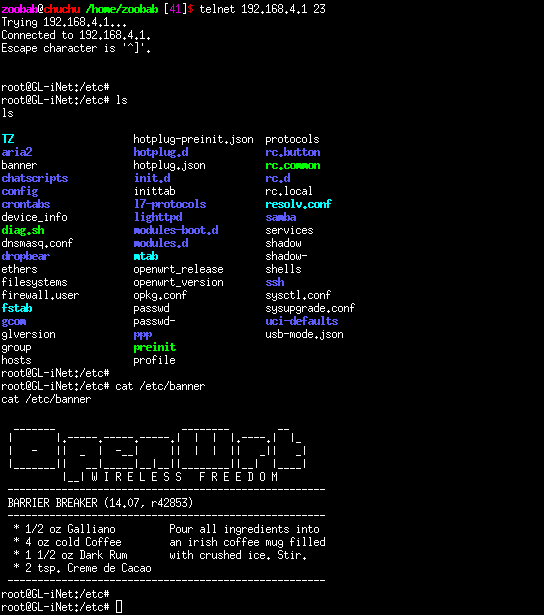 zoobab@chuchu /home/zoobab [41]$ telnet 192.168.4.1 23
Trying 192.168.4.1...
Connected to 192.168.4.1.
Escape character is '^]'.
root@GL-iNet:/etc#
root@GL-iNet:/etc# ls
ls
TZ hotplug-preinit.json protocols
aria2 hotplug.d rc.button
banner hotplug.json rc.common
chatscripts init.d rc.d
config inittab rc.local
crontabs l7-protocols resolv.conf
device_info lighttpd samba
diag.sh modules-boot.d services
dnsmasq.conf modules.d shadow
dropbear mtab shadow-
ethers openwrt_release shells
filesystems openwrt_version ssh
firewall.user opkg.conf sysctl.conf
fstab passwd sysupgrade.conf
gcom passwd- uci-defaults
glversion ppp usb-mode.json
group preinit
hosts profile
root@GL-iNet:/etc#
root@GL-iNet:/etc# cat /etc/banner
cat /etc/banner
OpenWrt
W I R E L E S S   F R E E D O M
BARRIER BREAKER (14.07, r42853)
* 1/2 oz Galliano Pour all ingredients into
* 4 oz cold Coffee an irish coffee mug filled
* 1 1/2 oz Dark Rum with crushed ice. Stir.
* 2 tsp. Creme de Cacao
root@GL-iNet:/etc#
root@GL-iNet:/etc#